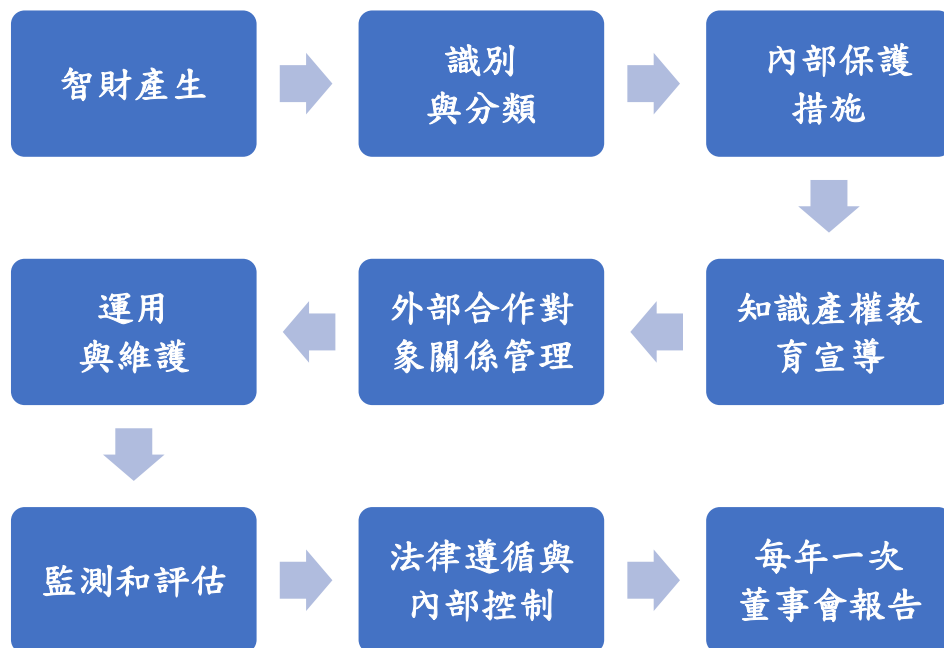 智財產生
識別
與分類
內部保護
措施
知識產權教
育宣導
外部合作對
象關係管理
運用
與維護
監測和評估
法律遵循與
內部控制
每年一次
董事會報告